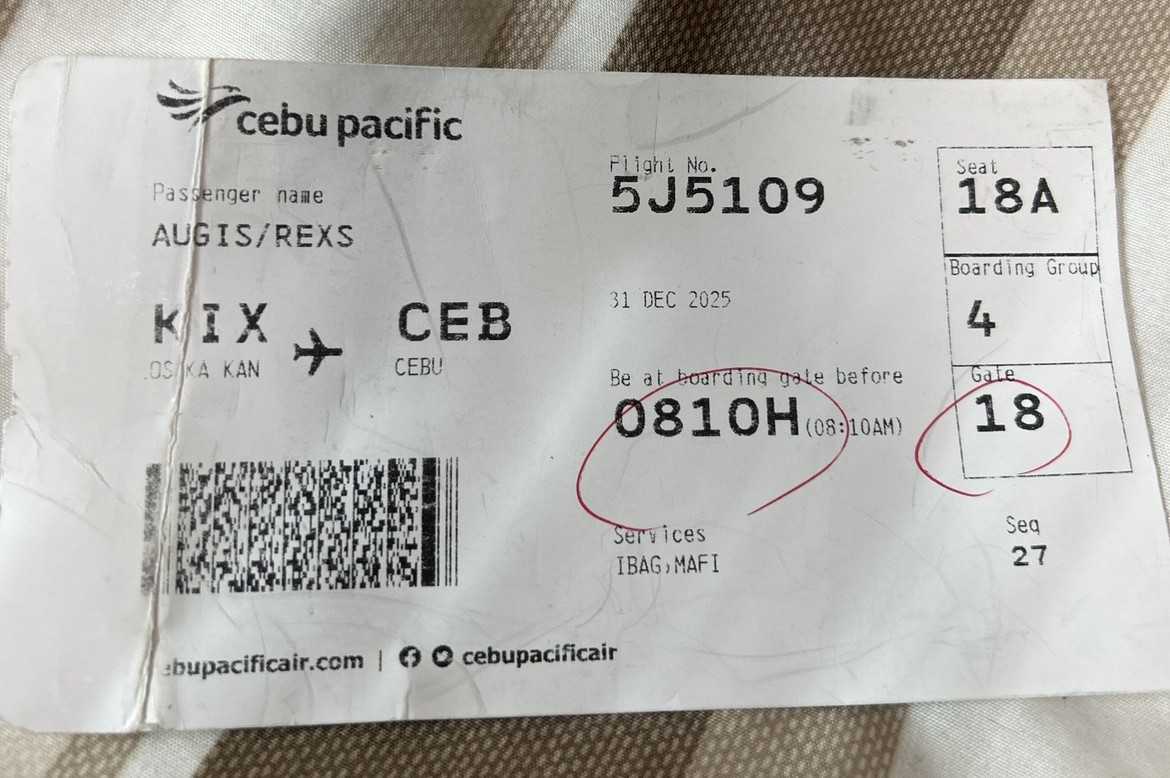 cebu pacific
Passenger name
AUGIS/REXS
KIX CEB
OSAKA KAN CEBU
Flight No.
5J5109
31 DEC 2025
Be at boarding gate before
0810H (08:10AM)
Services
IBAG,MAFI
Seat
18A
Boarding Group
4
Gate
18
Seq
27
cebupacificair.com | cebupacificair